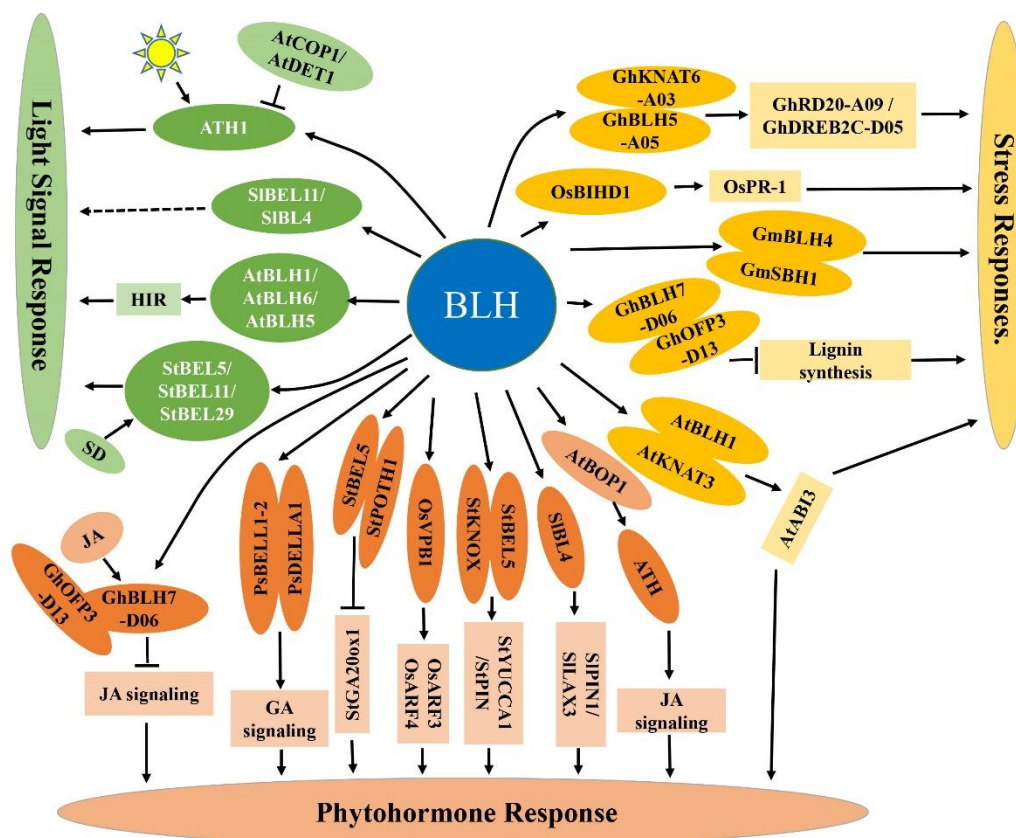 Light Signal Response
AtCOP1/
AtDET1
ATH1
SlBEL11/
SlBL4
AtBLH1/
AtBLH6/
AtBLH5
HIR
StBEL5/
StBEL11/
StBEL29
SD
BLH
GhKNAT6
-A03
GhBLH5
-A05
GhRD20-A09 /
GhDREB2C-D05
OsBIHD1
OsPR-1
GmBLH4
GmSBH1
GhBLH7
-D06
GhOFP3
-D13
Lignin
synthesis
AtBLH1
AtKNAT3
AtABI3
Stress Responses.
JA
GhOFP3
-D13
GhBLH7
-D06
JA signaling
PsBELL1-2
PsDELLA1
GA
signaling
StBEL5
StPOTH1
StGA20ox1
OsVPB1
OsARF3
OsARF4
StKNOX
StBEL5
StYUCCA1
/StPIN
SlBL4
SlPIN1/
SlLAX3
AtBOP1
ATH
JA
signaling
Phytohormone Response